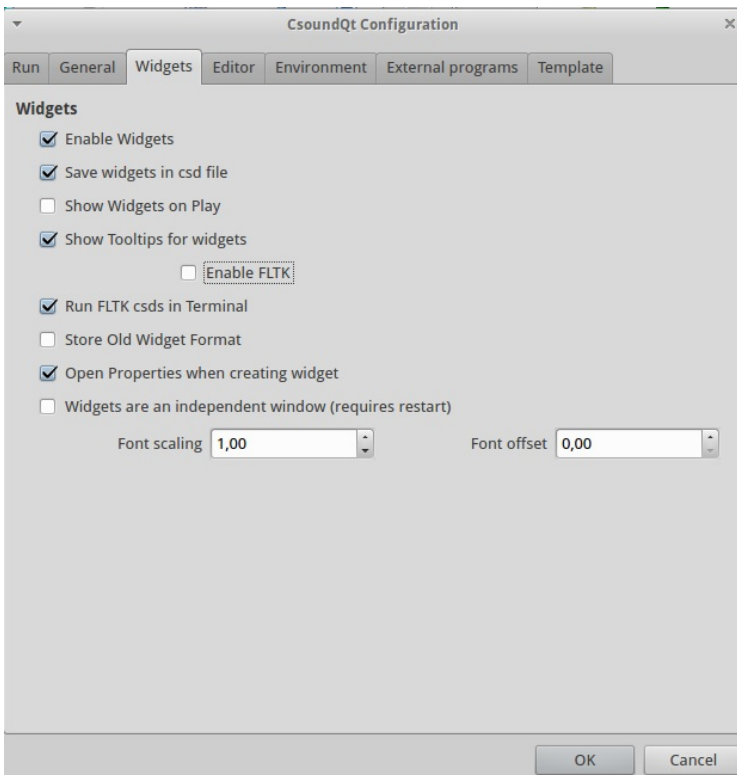 CsoundQt Configuration
Run General Widgets Editor Environment External programs Template
Widgets
Enable Widgets
Save widgets in csd file
Show Widgets on Play
Show Tooltips for widgets
Enable FLTK
Run FLTK csds in Terminal
Store Old Widget Format
Open Properties when creating widget
Widgets are an independent window (requires restart)
Font scaling 1,00 Font offset 0,00
OK Cancel